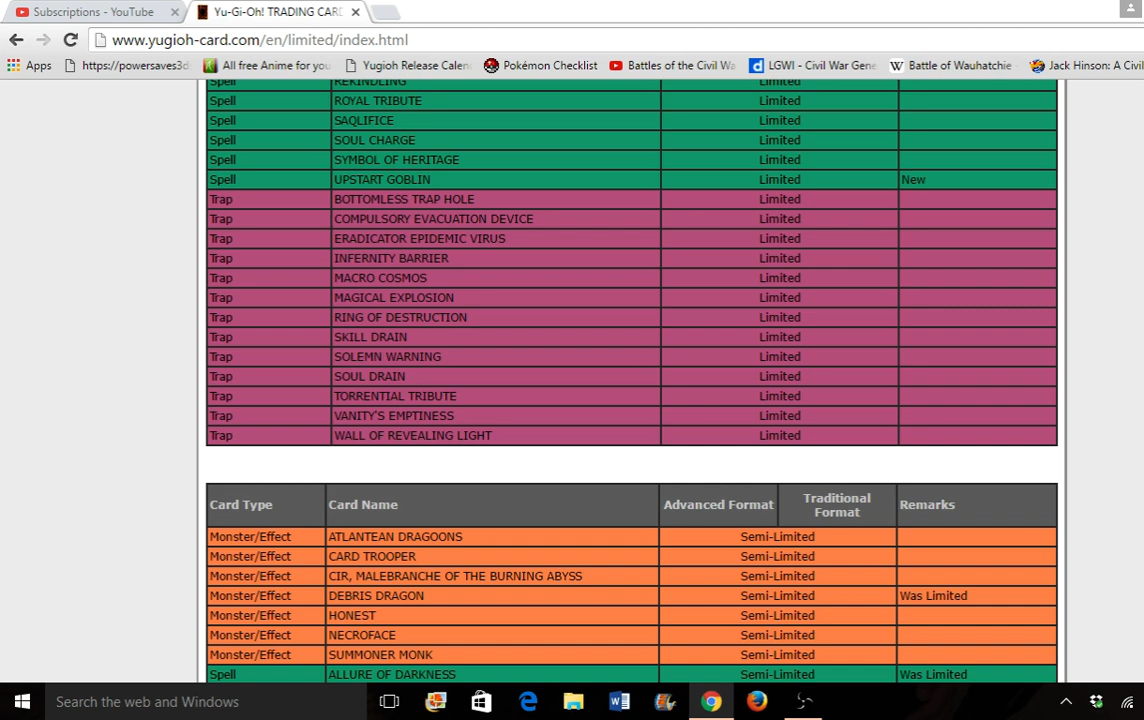 Subscriptions - YouTube
Yu-Gi-Oh! TRADING CAR
www.yugioh-card.com/en/limited/index.html
Apps https://powersaves3d All free Anime for you Yugioh Release Calen Pokémon Checklist Battles of the Civil Wa LGWI - Civil War Gene Battle of Wauhatchie Jack Hinson: A Civil
Spell REKINDLING Limited
Spell ROYAL TRIBUTE Limited
Spell SAQLIFICE Limited
Spell SOUL CHARGE Limited
Spell SYMBOL OF HERITAGE Limited
Spell UPSTART GOBLIN Limited New
Trap BOTTOMLESS TRAP HOLE Limited
Trap COMPULSORY EVACUATION DEVICE Limited
Trap ERADICATOR EPIDEMIC VIRUS Limited
Trap INFERNITY BARRIER Limited
Trap MACRO COSMOS Limited
Trap MAGICAL EXPLOSION Limited
Trap RING OF DESTRUCTION Limited
Trap SKILL DRAIN Limited
Trap SOLEMN WARNING Limited
Trap SOUL DRAIN Limited
Trap TORRENTIAL TRIBUTE Limited
Trap VANITY'S EMPTINESS Limited
Trap WALL OF REVEALING LIGHT Limited
Card Type Card Name Advanced Format Traditional Format Remarks
Monster/Effect ATLANTEAN DRAGOONS Semi-Limited
Monster/Effect CARD TROOPER Semi-Limited
Monster/Effect CIR, MALEBRANCHE OF THE BURNING ABYSS Semi-Limited
Monster/Effect DEBRIS DRAGON Semi-Limited Was Limited
Monster/Effect HONEST Semi-Limited
Monster/Effect NECROFACE Semi-Limited
Monster/Effect SUMMONER MONK Semi-Limited
Spell ALLURE OF DARKNESS Semi-Limited Was Limited
Search the web and Windows